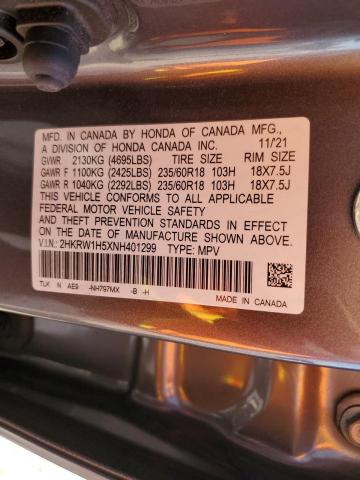 MFD. IN CANADA BY HONDA OF CANADA MFG.,
A DIVISION OF HONDA CANADA INC. 11/21
GVWR 2130KG (4695LBS) TIRE SIZE RIM SIZE
GAWR F 1100KG (2425LBS) 235/60R18 103H 18X7.5J
GAWR R 1040KG (2292LBS) 235/60R18 103H 18X7.5J
THIS VEHICLE CONFORMS TO ALL APPLICABLE
FEDERAL MOTOR VEHICLE SAFETY
AND THEFT PREVENTION STANDARDS IN EFFECT ON
THE DATE OF MANUFACTURE SHOWN ABOVE.
V.I.N.: 2HKRW1H5XNH401299 TYPE: MPV
TLK N AE9 -NH797MX -B -H MADE IN CANADA